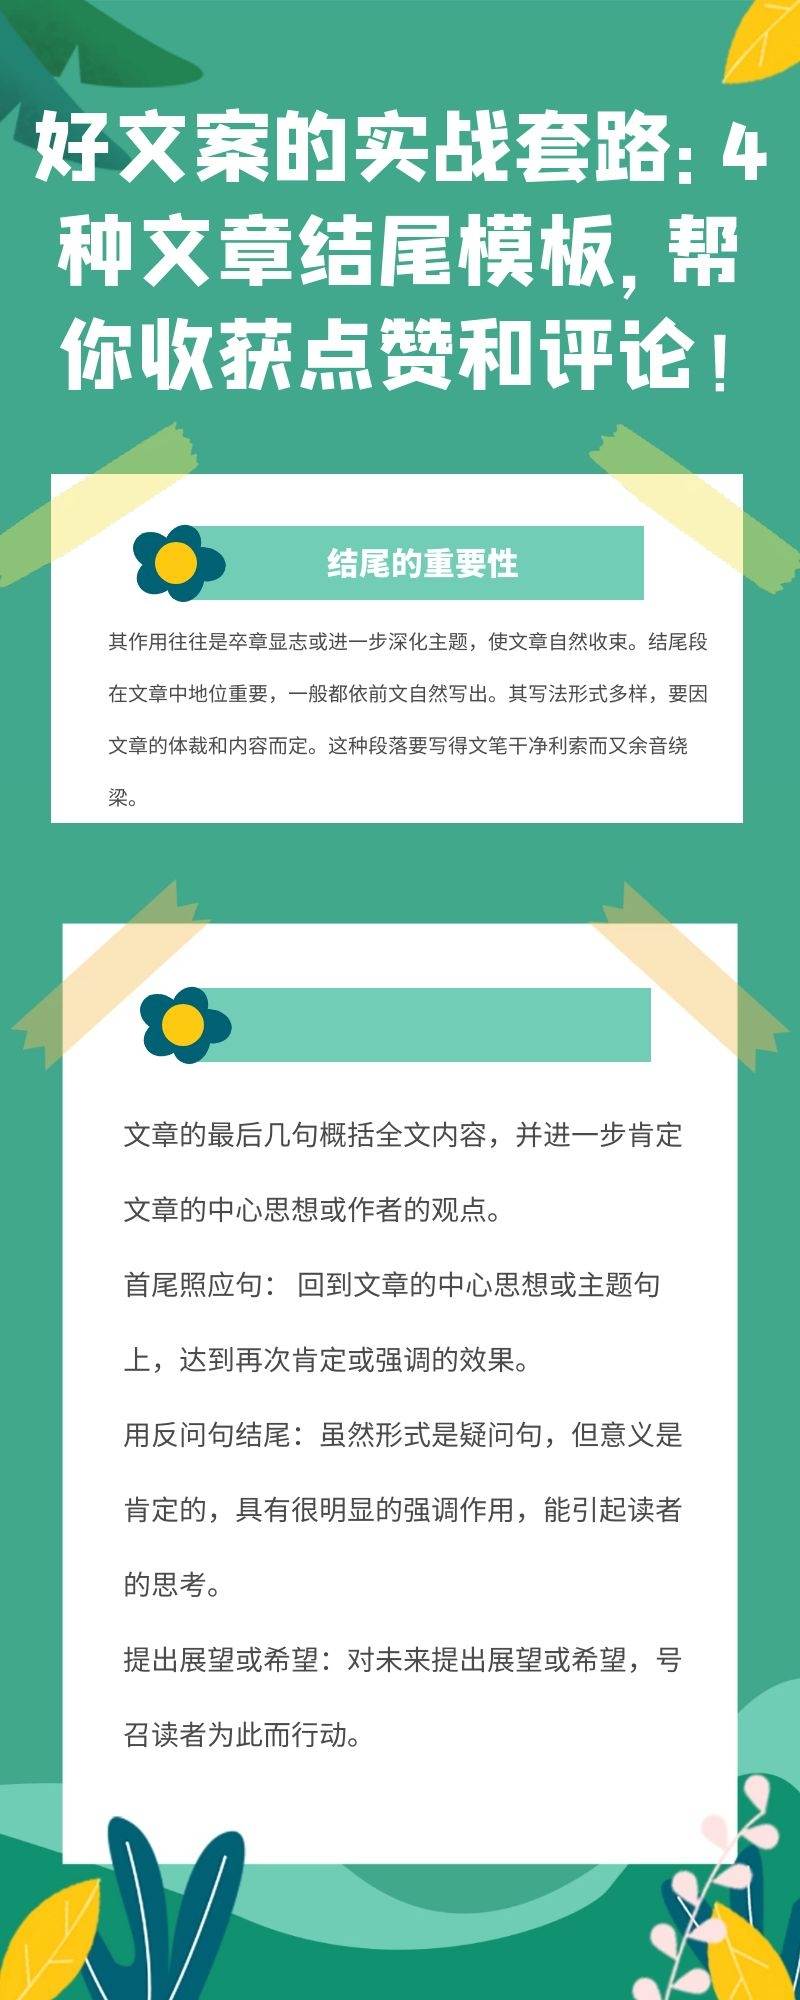 好文案的实战套路：4
种文章结尾模板，帮
你收获点赞和评论！
结尾的重要性
其作用往往是卒章显志或进一步深化主题，使文章自然收束。结尾段
在文章中地位重要，一般都依前文自然写出。其写法形式多样，要因
文章的体裁和内容而定。这种段落要写得文笔干净利索而又余音绕
梁。
文章的最后几句概括全文内容，并进一步肯定
文章的中心思想或作者的观点。
首尾照应句： 回到文章的中心思想或主题句
上，达到再次肯定或强调的效果。
用反问句结尾：虽然形式是疑问句，但意义是
肯定的，具有很明显的强调作用，能引起读者
的思考。
提出展望或希望：对未来提出展望或希望，号
召读者为此而行动。